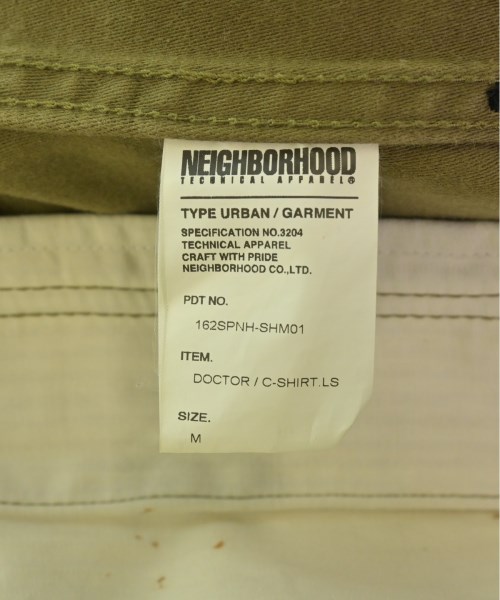 NEIGHBORHOOD
TECHNICAL APPAREL®
TYPE URBAN / GARMENT
SPECIFICATION NO.3204
TECHNICAL APPAREL
CRAFT WITH PRIDE
NEIGHBORHOOD CO.,LTD.
PDT NO.
162SPNH-SHM01
ITEM.
DOCTOR / C-SHIRT.LS
SIZE.
M